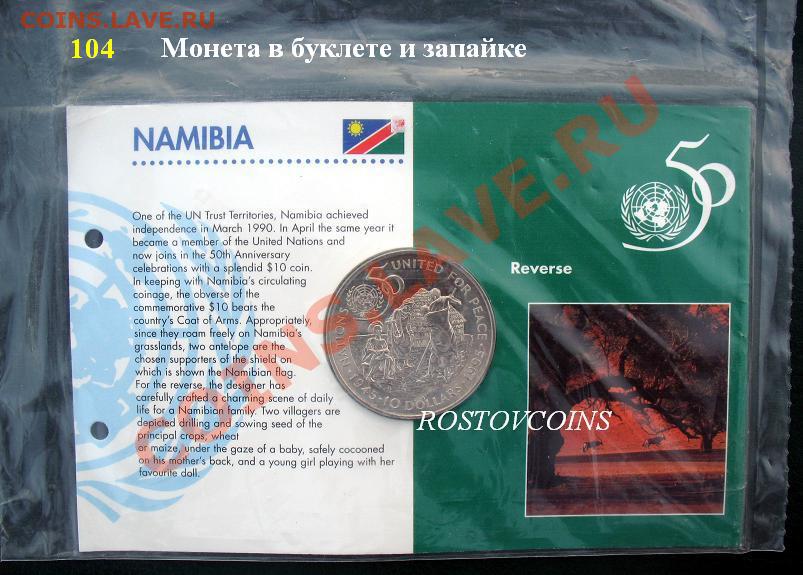 COINS.LAVE.RU
104 Монета в буклете и запайке
NAMIBIA
One of the UN Trust Territories, Namibia achieved
independence in March 1990. In April the same year it
became a member of the United Nations and
now joins in the 50th Anniversary
celebrations with a splendid $10 coin.
In keeping with Namibia's circulating
coinage, the obverse of the
commemorative $10 bears the
country's Coat of Arms. Appropriately,
since they roam freely on Namibia's
grasslands, two antelope are the
chosen supporters of the shield on
which is shown the Namibian flag.
For the reverse, the designer has
carefully crafted a charming scene of daily
life for a Namibian family. Two villagers are
depicted drilling and sowing seed of the
principal crops, wheat
or maize, under the gaze of a baby, safely cocooned
on his mother's back, and a young girl playing with her
favourite doll.
50
UNITED FOR PEACE
1945-10 DOLLARS-1995
50
Reverse
ROSTOVCOINS
COINS.LAVE.RU